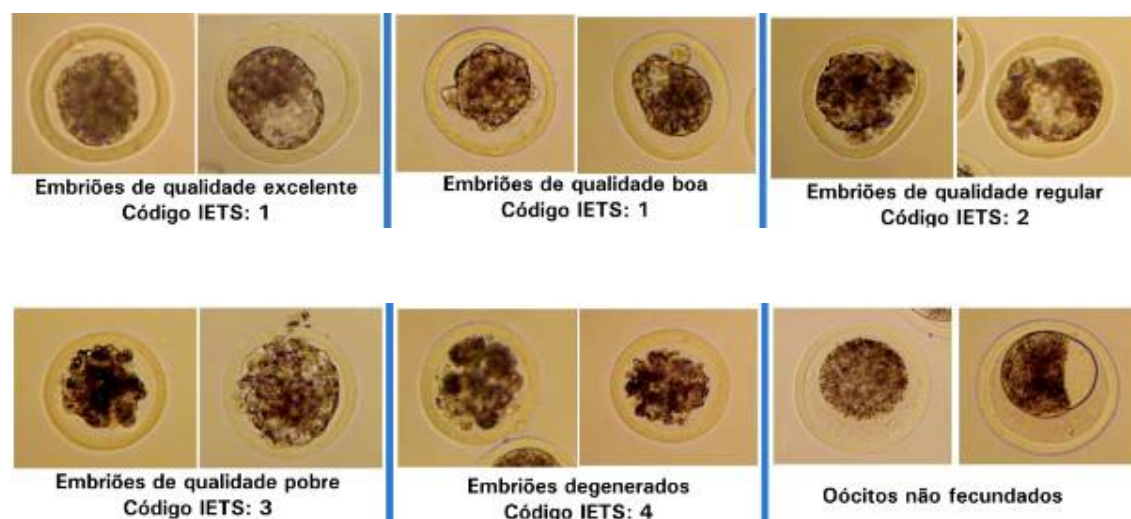 Embriões de qualidade excelente
Código IETS: 1
Embriões de qualidade boa
Código IETS: 1
Embriões de qualidade regular
Código IETS: 2
Embriões de qualidade pobre
Código IETS: 3
Embriões degenerados
Código IETS: 4
Oócitos não fecundados